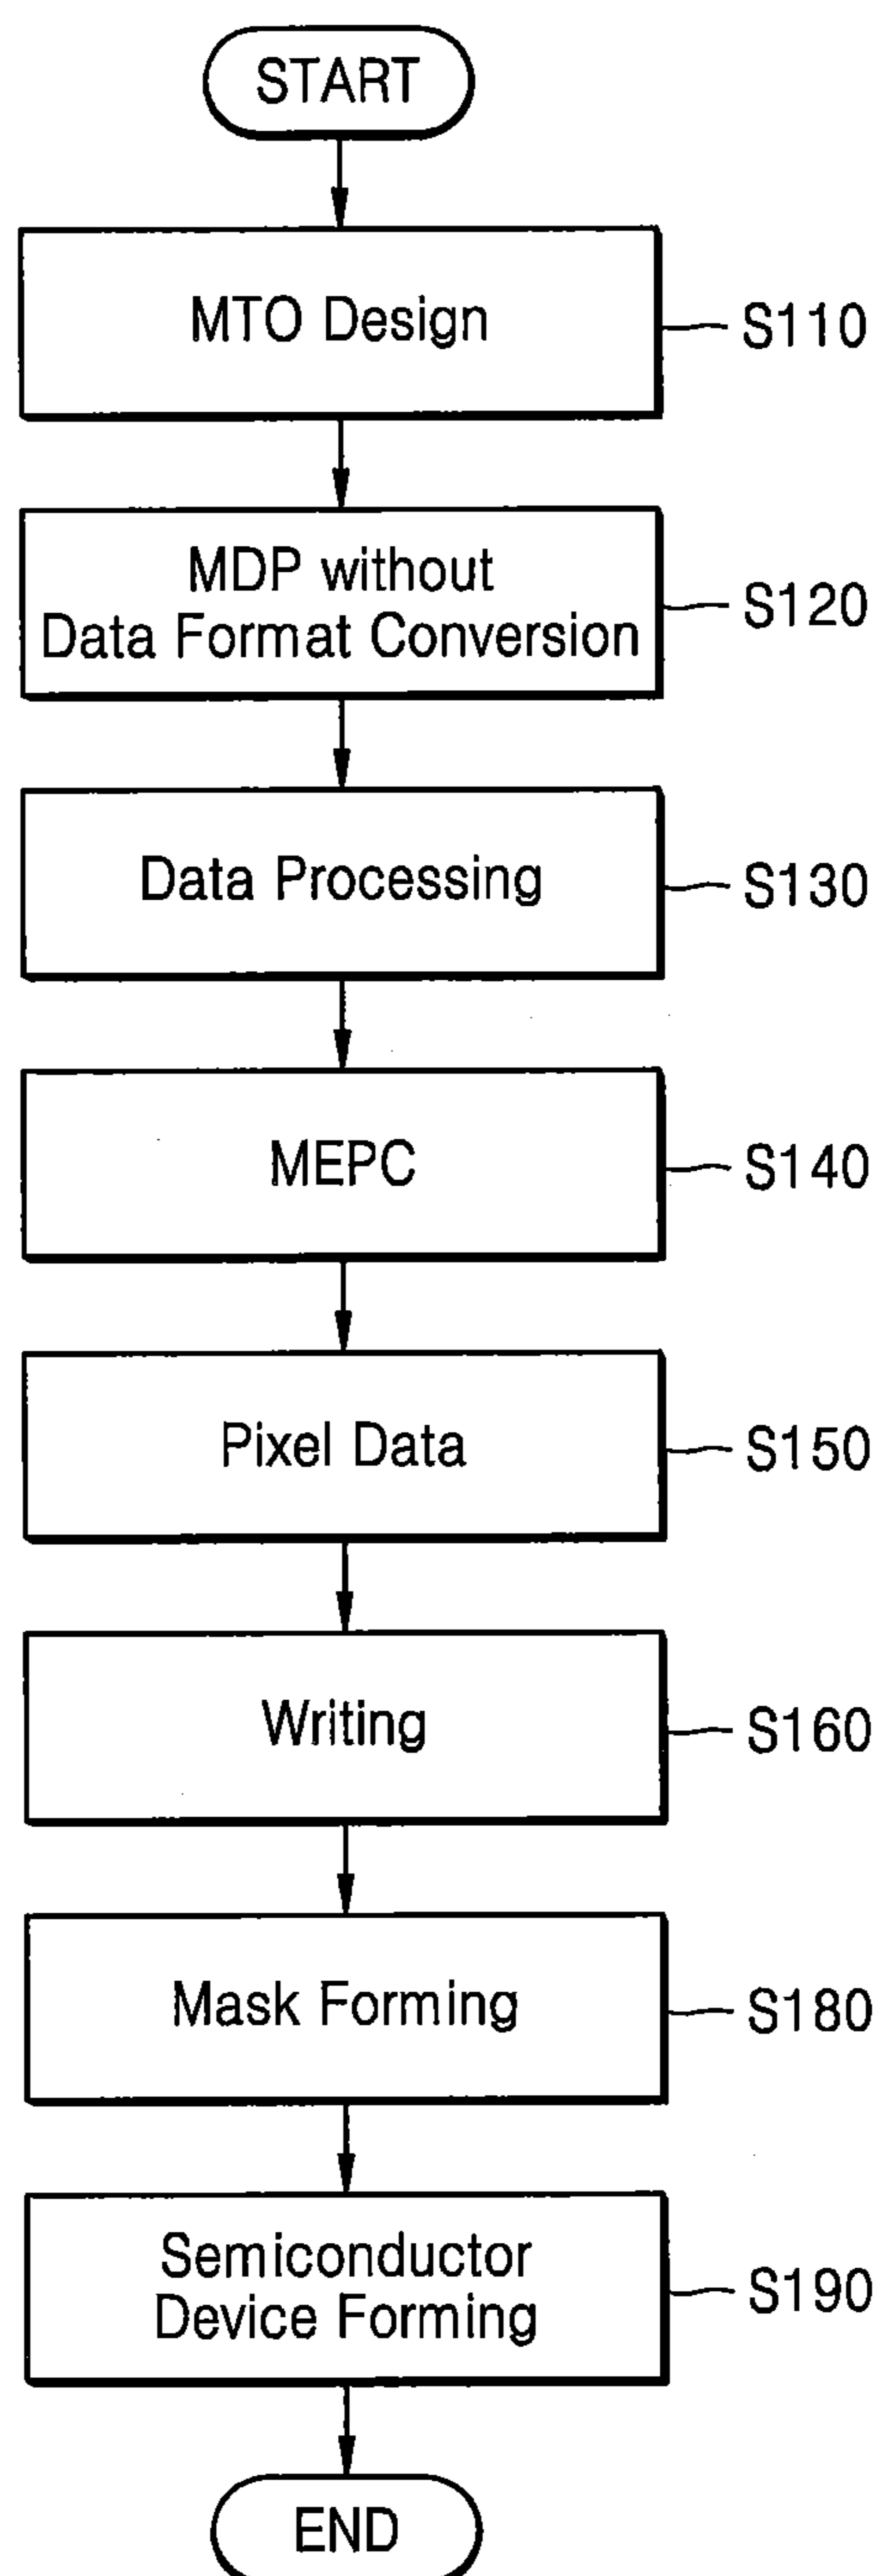 START
MTO Design
S110
MDP without
Data Format Conversion
S120
Data Processing
S130
MEPC
S140
Pixel Data
S150
Writing
S160
Mask Forming
S180
Semiconductor
Device Forming
S190
END